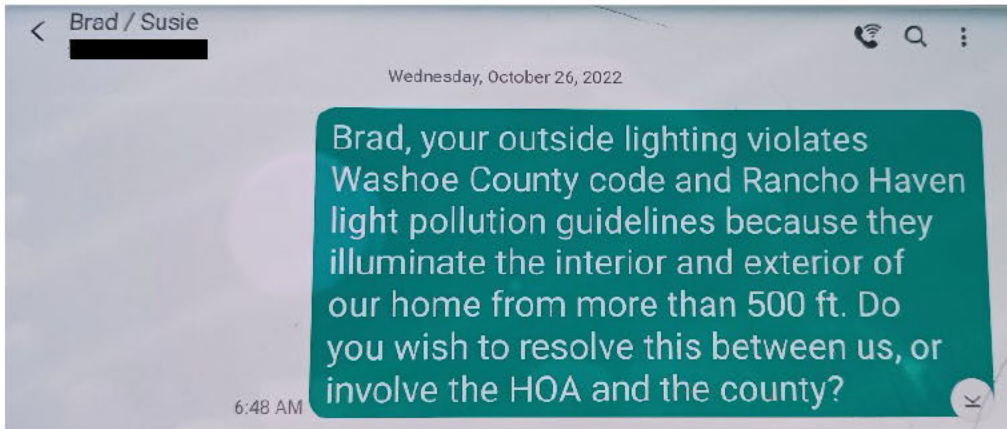 Brad / Susie
Wednesday, October 26, 2022
Brad, your outside lighting violates
Washoe County code and Rancho Haven
light pollution guidelines because they
illuminate the interior and exterior of
our home from more than 500 ft. Do
you wish to resolve this between us, or
involve the HOA and the county?
6:48 AM